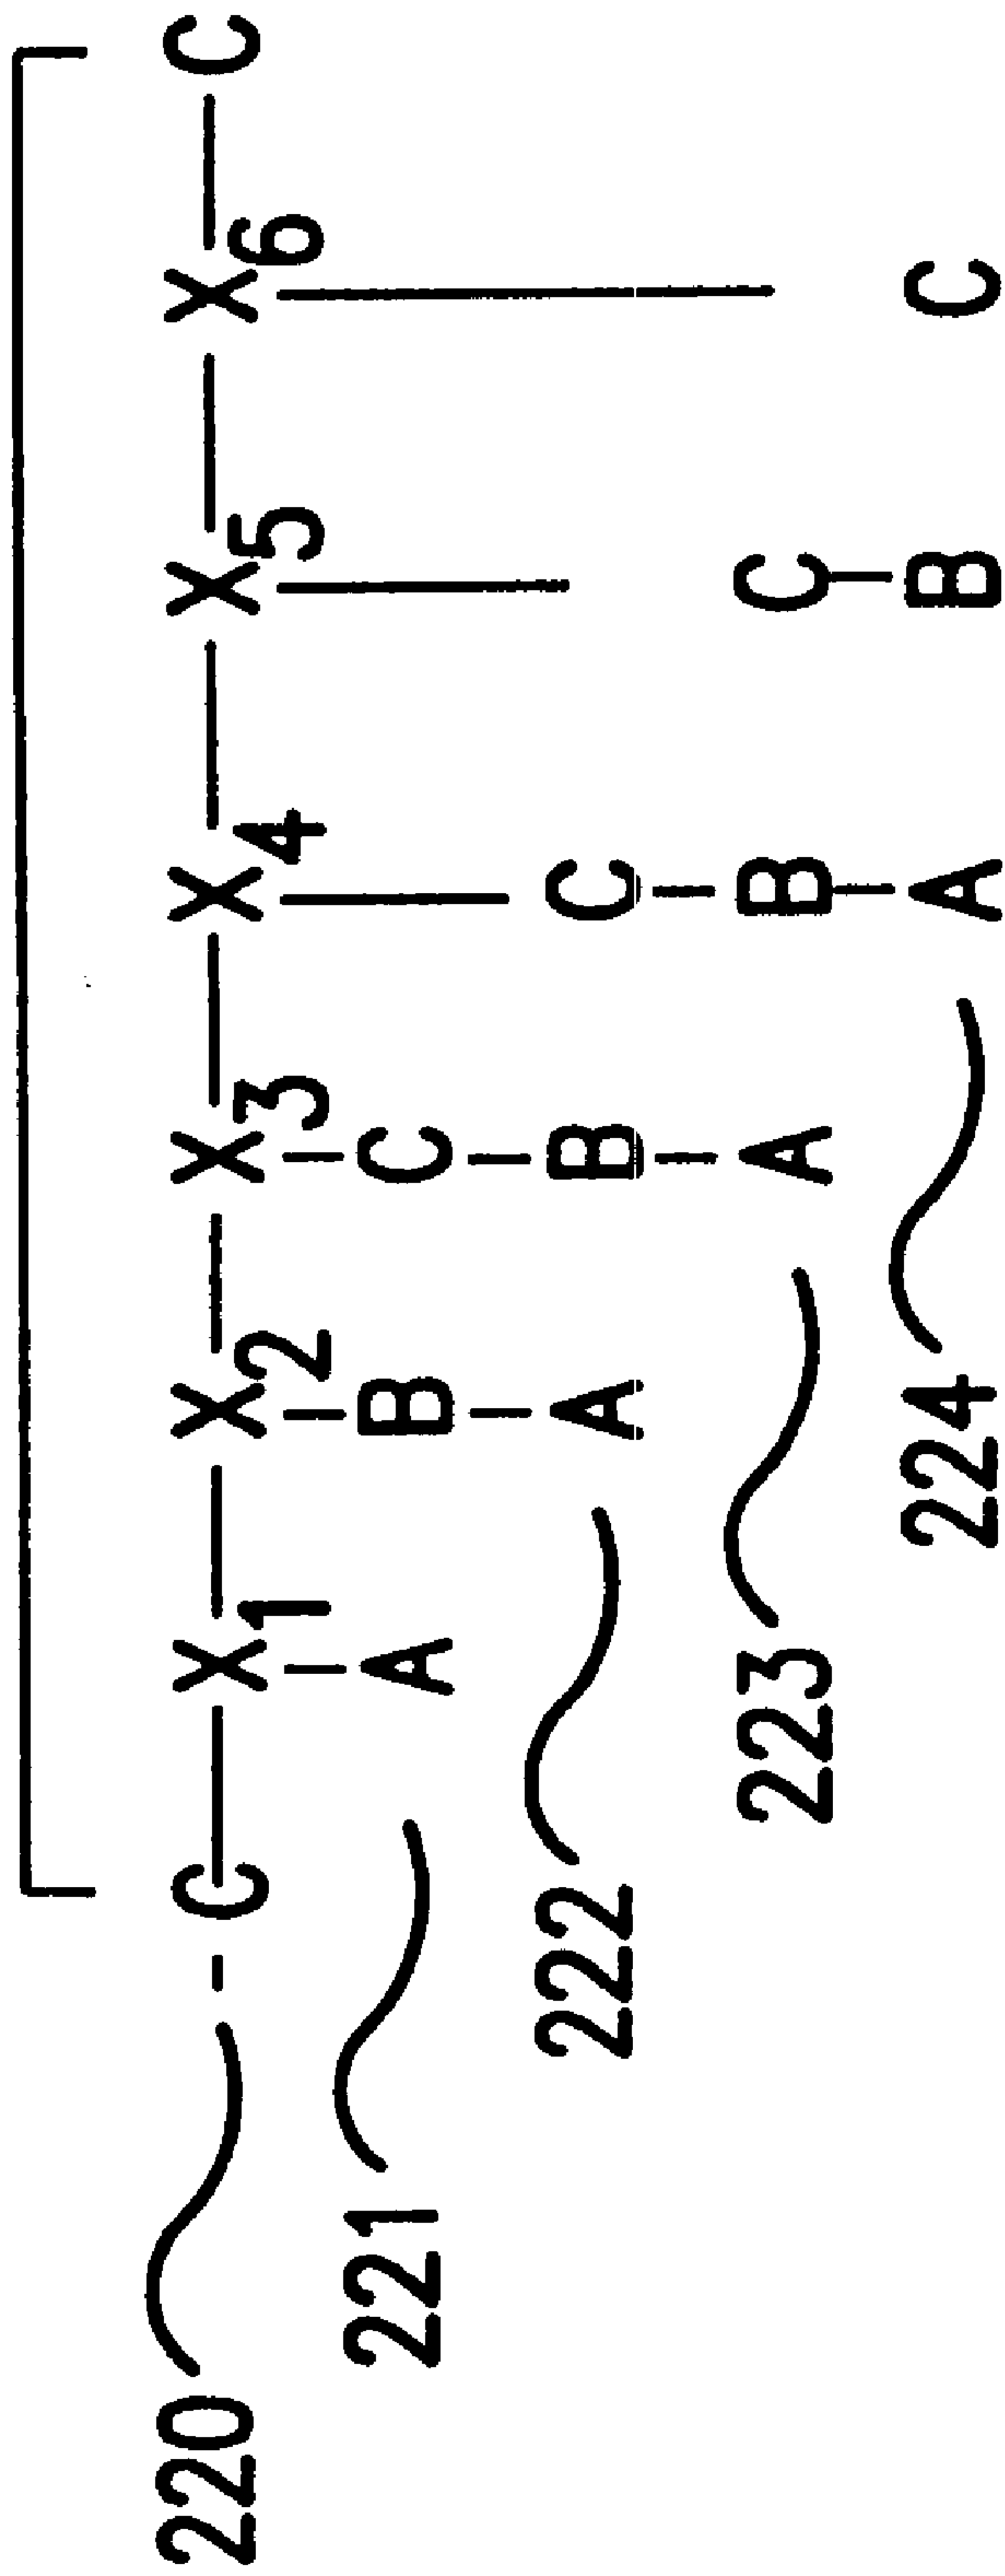 220 - C — X1 — X2 — X3 — X4 — X5 — X6 — C
221 A B C
222 A B C
223 A B C
224 A B C